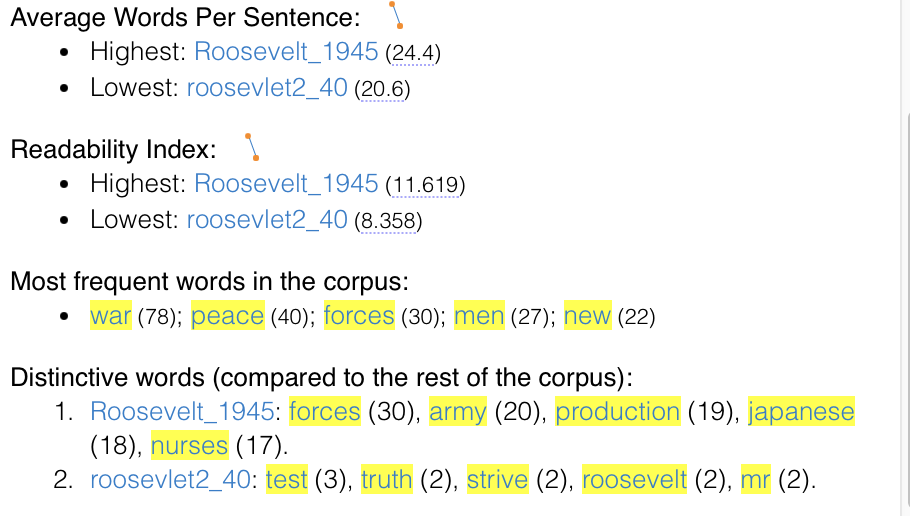 Average Words Per Sentence:
• Highest: Roosevelt_1945 (24.4)
• Lowest: roosevlet2_40 (20.6)
Readability Index:
• Highest: Roosevelt_1945 (11.619)
• Lowest: roosevlet2_40 (8.358)
Most frequent words in the corpus:
• war (78); peace (40); forces (30); men (27); new (22)
Distinctive words (compared to the rest of the corpus):
1. Roosevelt_1945: forces (30), army (20), production (19), japanese
(18), nurses (17).
2. roosevlet2_40: test (3), truth (2), strive (2), roosevelt (2), mr (2).